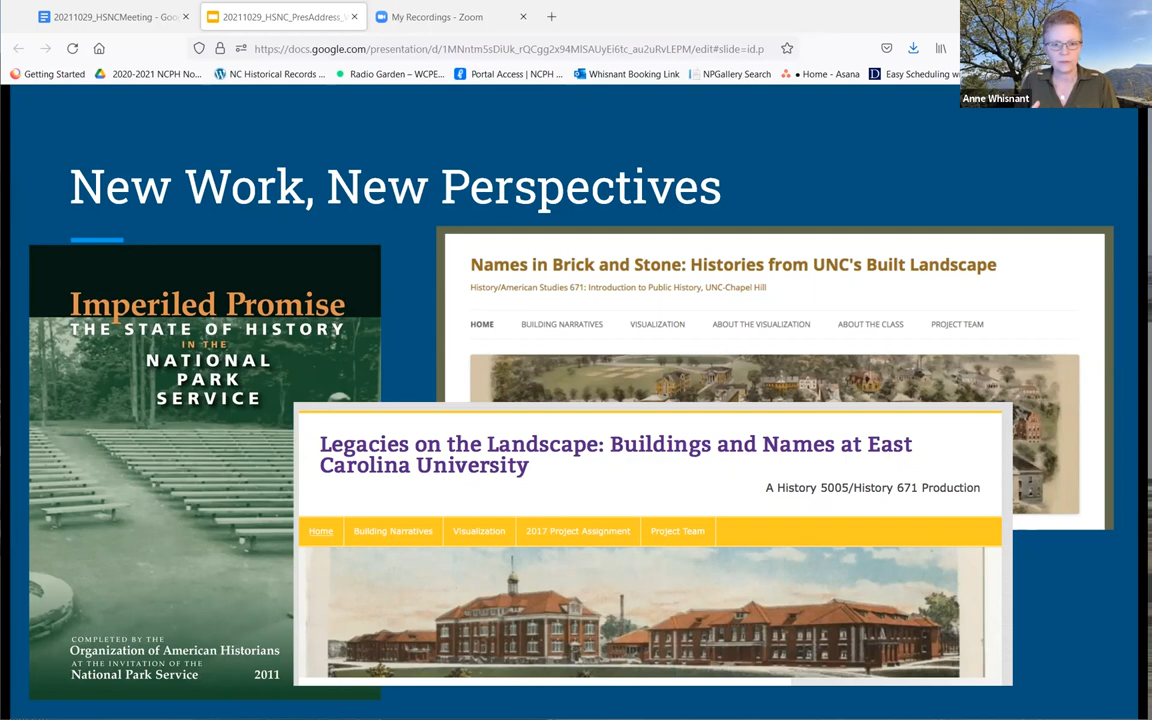 20211029_HSNCMeeting - Goo
20211029_HSNC_PresAddress_
My Recordings - Zoom
https://docs.google.com/presentation/d/1MNntm5sDiUk_rQCgg2x94MlSAUyEi6tc_au2uRvLEPM/edit#slide=id.p
Getting Started
2020-2021 NCPH No...
NC Historical Records ...
Radio Garden – WCPE...
Portal Access | NCPH ...
Whisnant Booking Link
NPGallery Search
• Home - Asana
Easy Scheduling w
Anne Whisnant
New Work, New Perspectives
Imperiled Promise
THE STATE OF HISTORY
IN THE
NATIONAL
PARK
SERVICE
COMPLETED BY THE
Organization of American Historians
AT THE INVITATION OF THE
National Park Service 2011
Names in Brick and Stone: Histories from UNC's Built Landscape
History/American Studies 671: Introduction to Public History, UNC-Chapel Hill
HOME BUILDING NARRATIVES VISUALIZATION ABOUT THE VISUALIZATION ABOUT THE CLASS PROJECT TEAM
Legacies on the Landscape: Buildings and Names at East
Carolina University
A History 5005/History 671 Production
Home Building Narratives Visualization 2017 Project Assignment Project Team